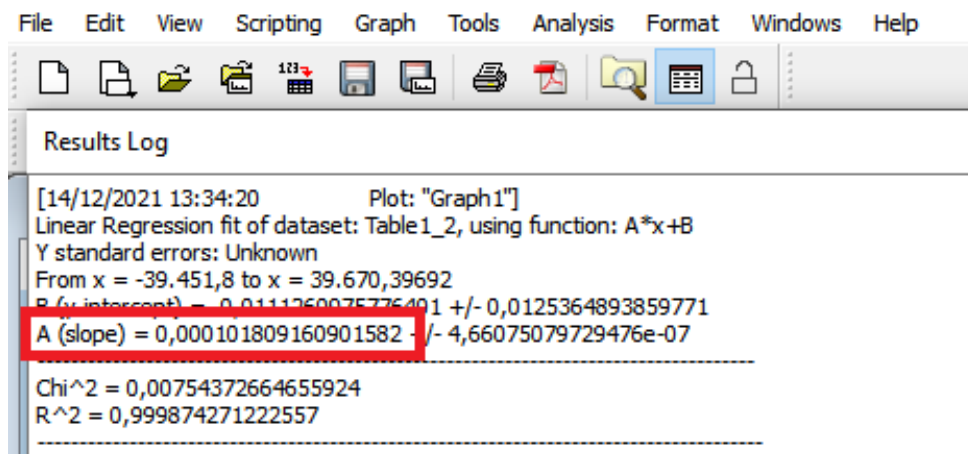 File Edit View Scripting Graph Tools Analysis Format Windows Help
123
Results Log
[14/12/2021 13:34:20 Plot: "Graph1"]
Linear Regression fit of dataset: Table1_2, using function: A*x+B
Y standard errors: Unknown
From x = -39.451,8 to x = 39.670,39692
B (y-intercept) = +/- 0,0125364893859771
A (slope) = 0,000101809160901582 +/- 4,66075079729476e-07
Chi^2 = 0,00754372664655924
R^2 = 0,999874271222557